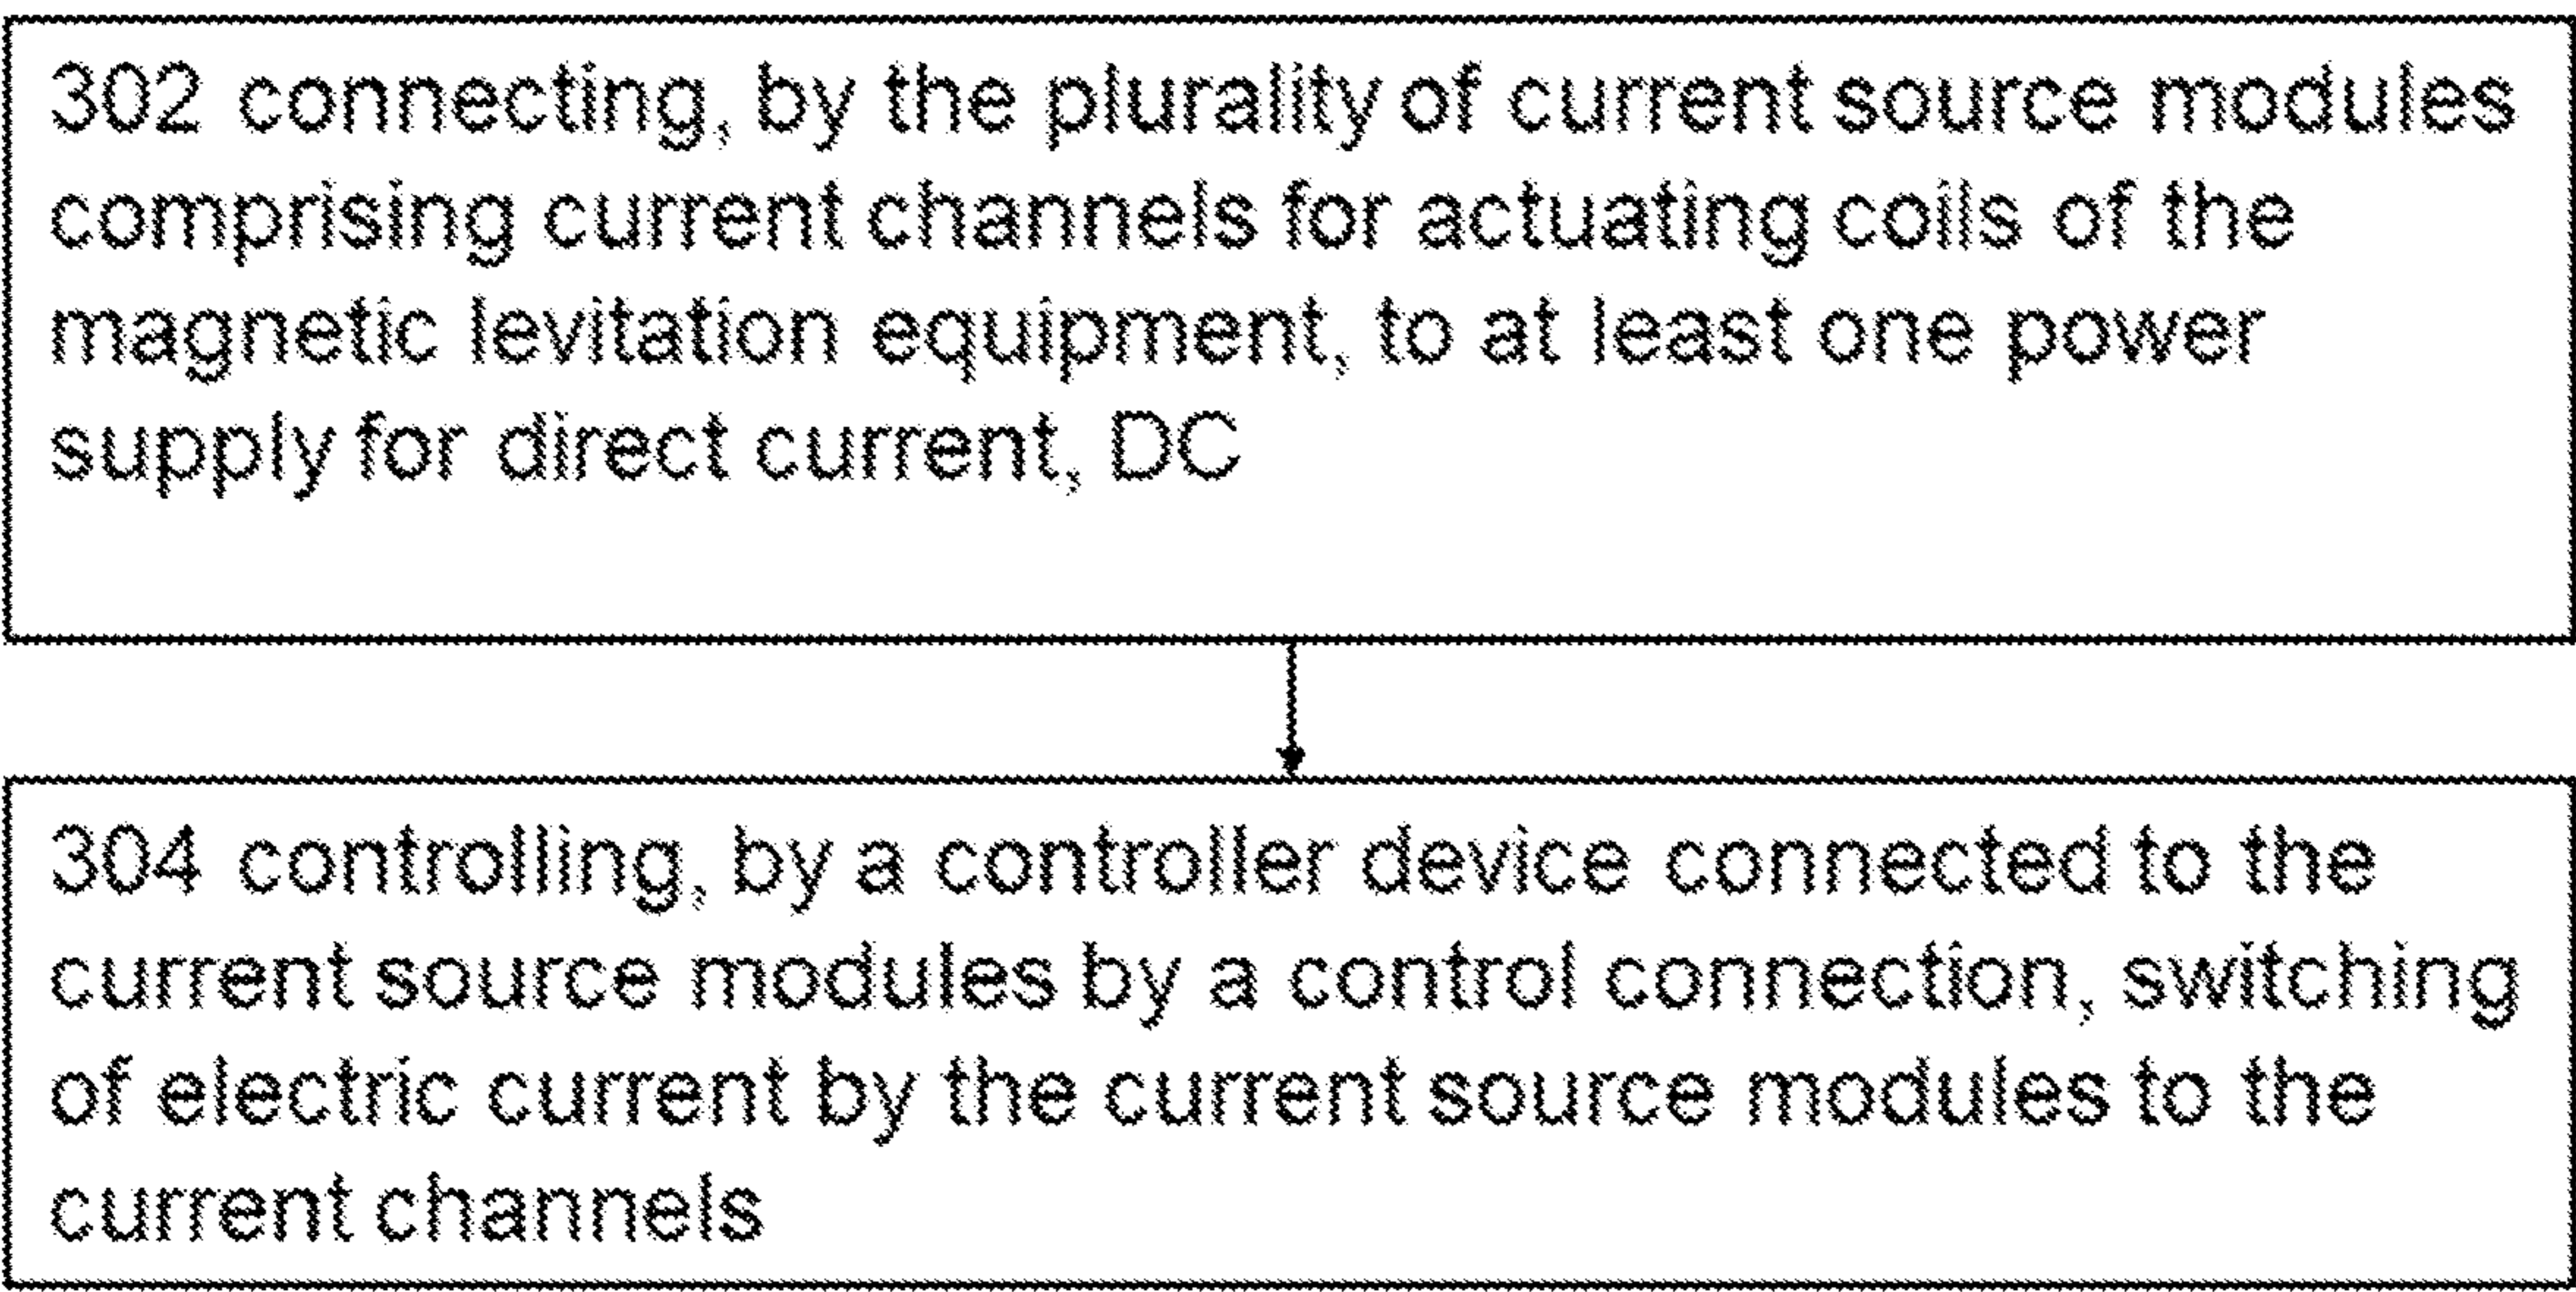 302 connecting, by the plurality of current source modules
comprising current channels for actuating coils of the
magnetic levitation equipment, to at least one power
supply for direct current, DC
304 controlling, by a controller device connected to the
current source modules by a control connection, switching
of electric current by the current source modules to the
current channels